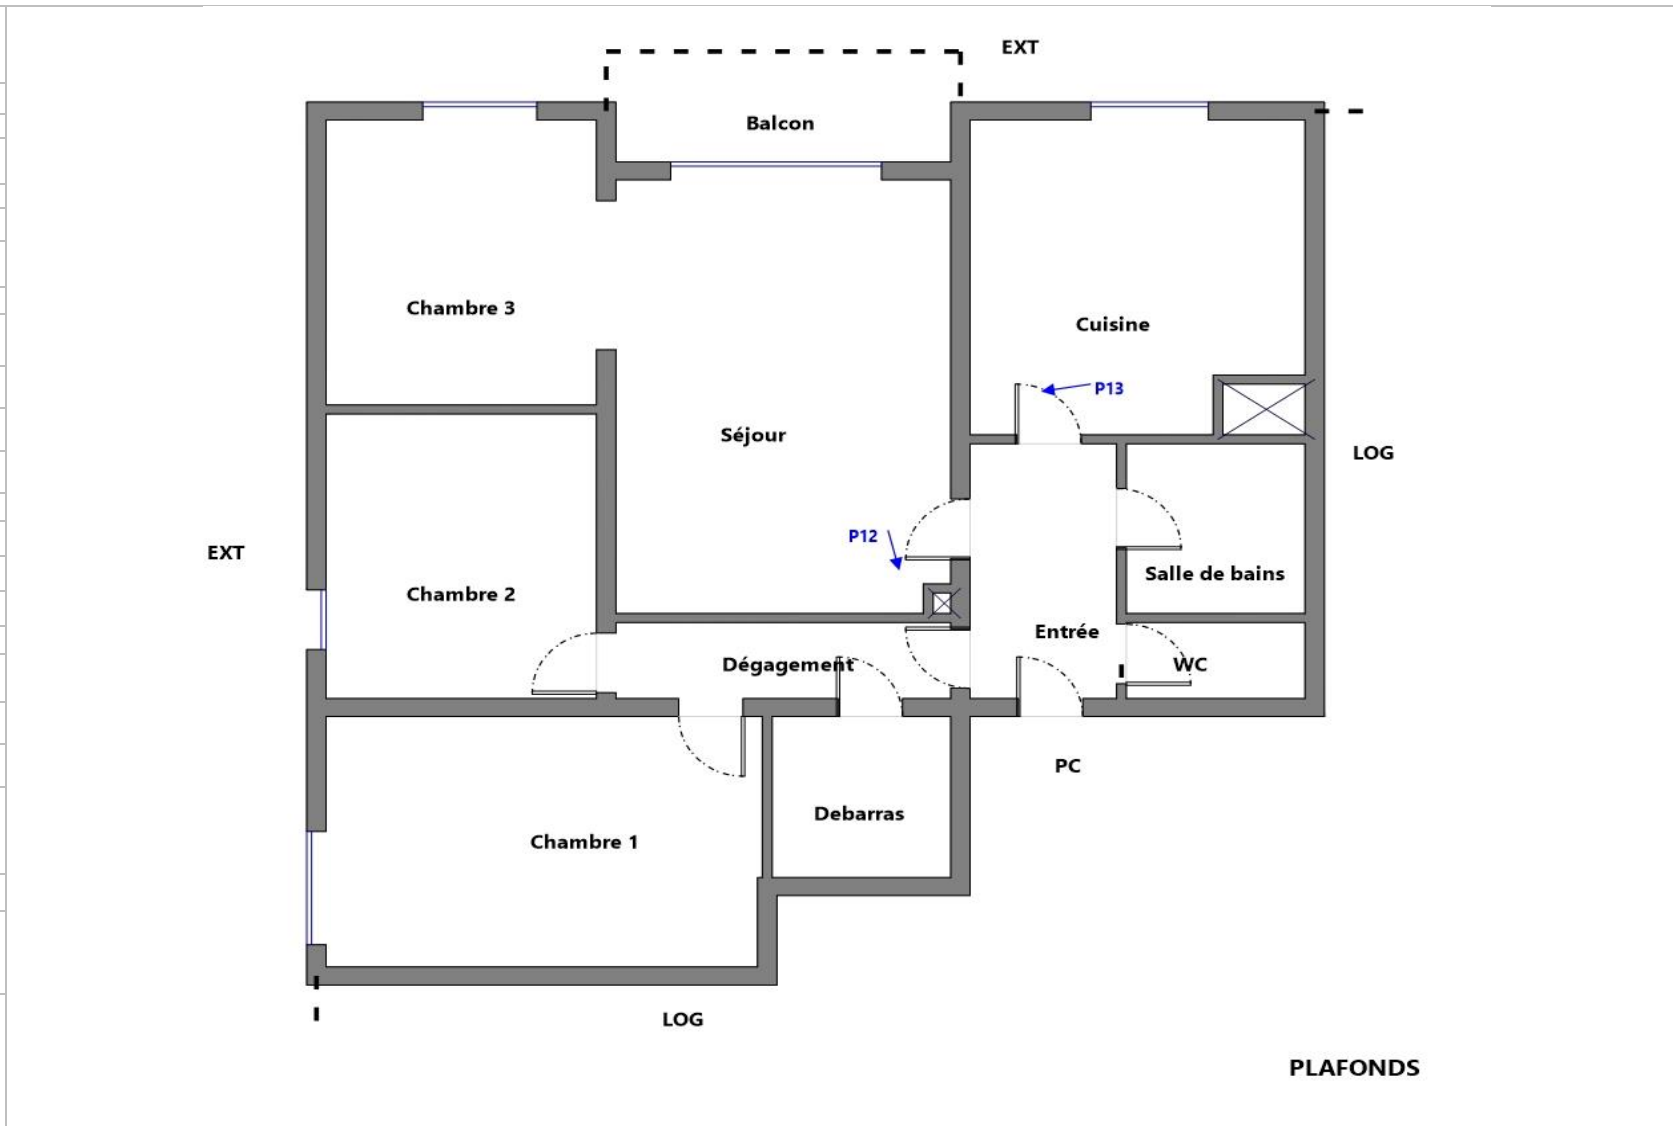 EXT
Balcon
Chambre 3
Cuisine
P13
Séjour
LOG
P12
EXT
Salle de bains
Chambre 2
Entrée
Dégagement
WC
PC
Debarras
Chambre 1
LOG
PLAFONDS